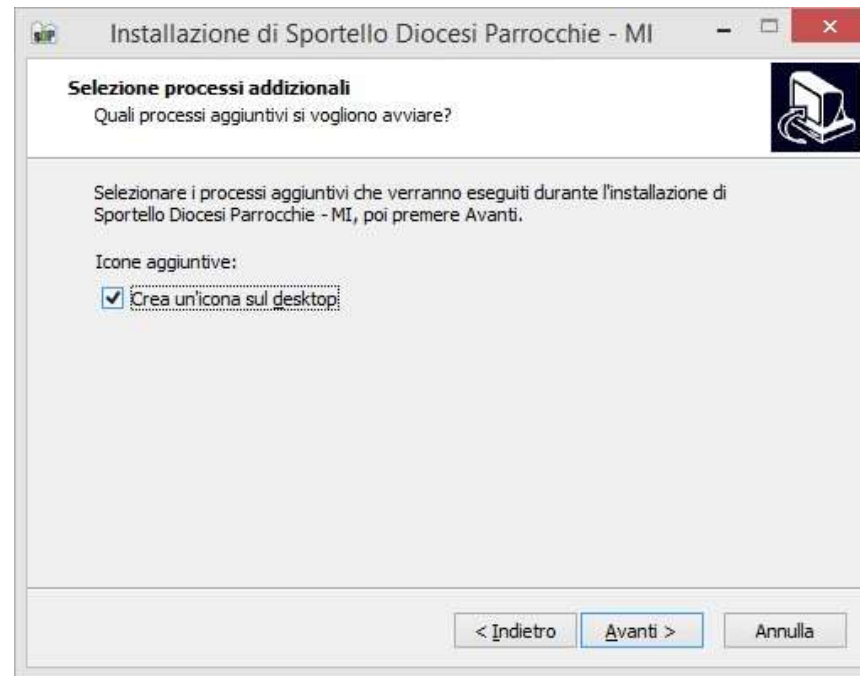 Installazione di Sportello Diocesi Parrocchie - MI
Selezione processi addizionali
Quali processi aggiuntivi si vogliono avviare?
Selezionare i processi aggiuntivi che verranno eseguiti durante l'installazione di
Sportello Diocesi Parrocchie - MI, poi premere Avanti.
Icone aggiuntive:
Crea un'icona sul desktop
< Indietro
Avanti >
Annulla